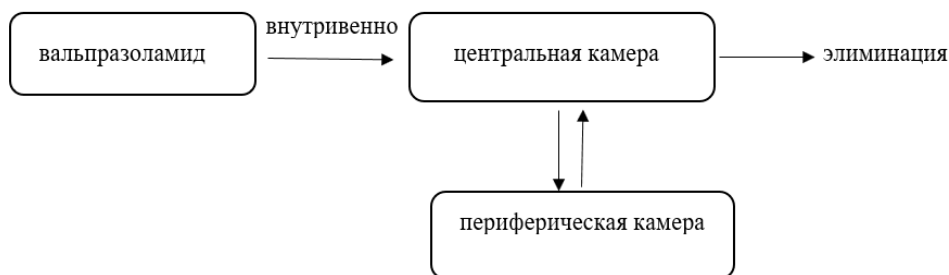 внутривенно
вальпразоламид
центральная камера
элиминация
периферическая камера